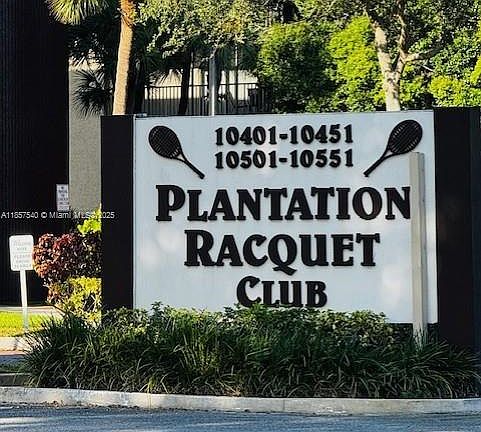 10401-10451
10501-10551
PLANTATION
RACQUET
CLUB
A11857540 © Miami MLS 2025